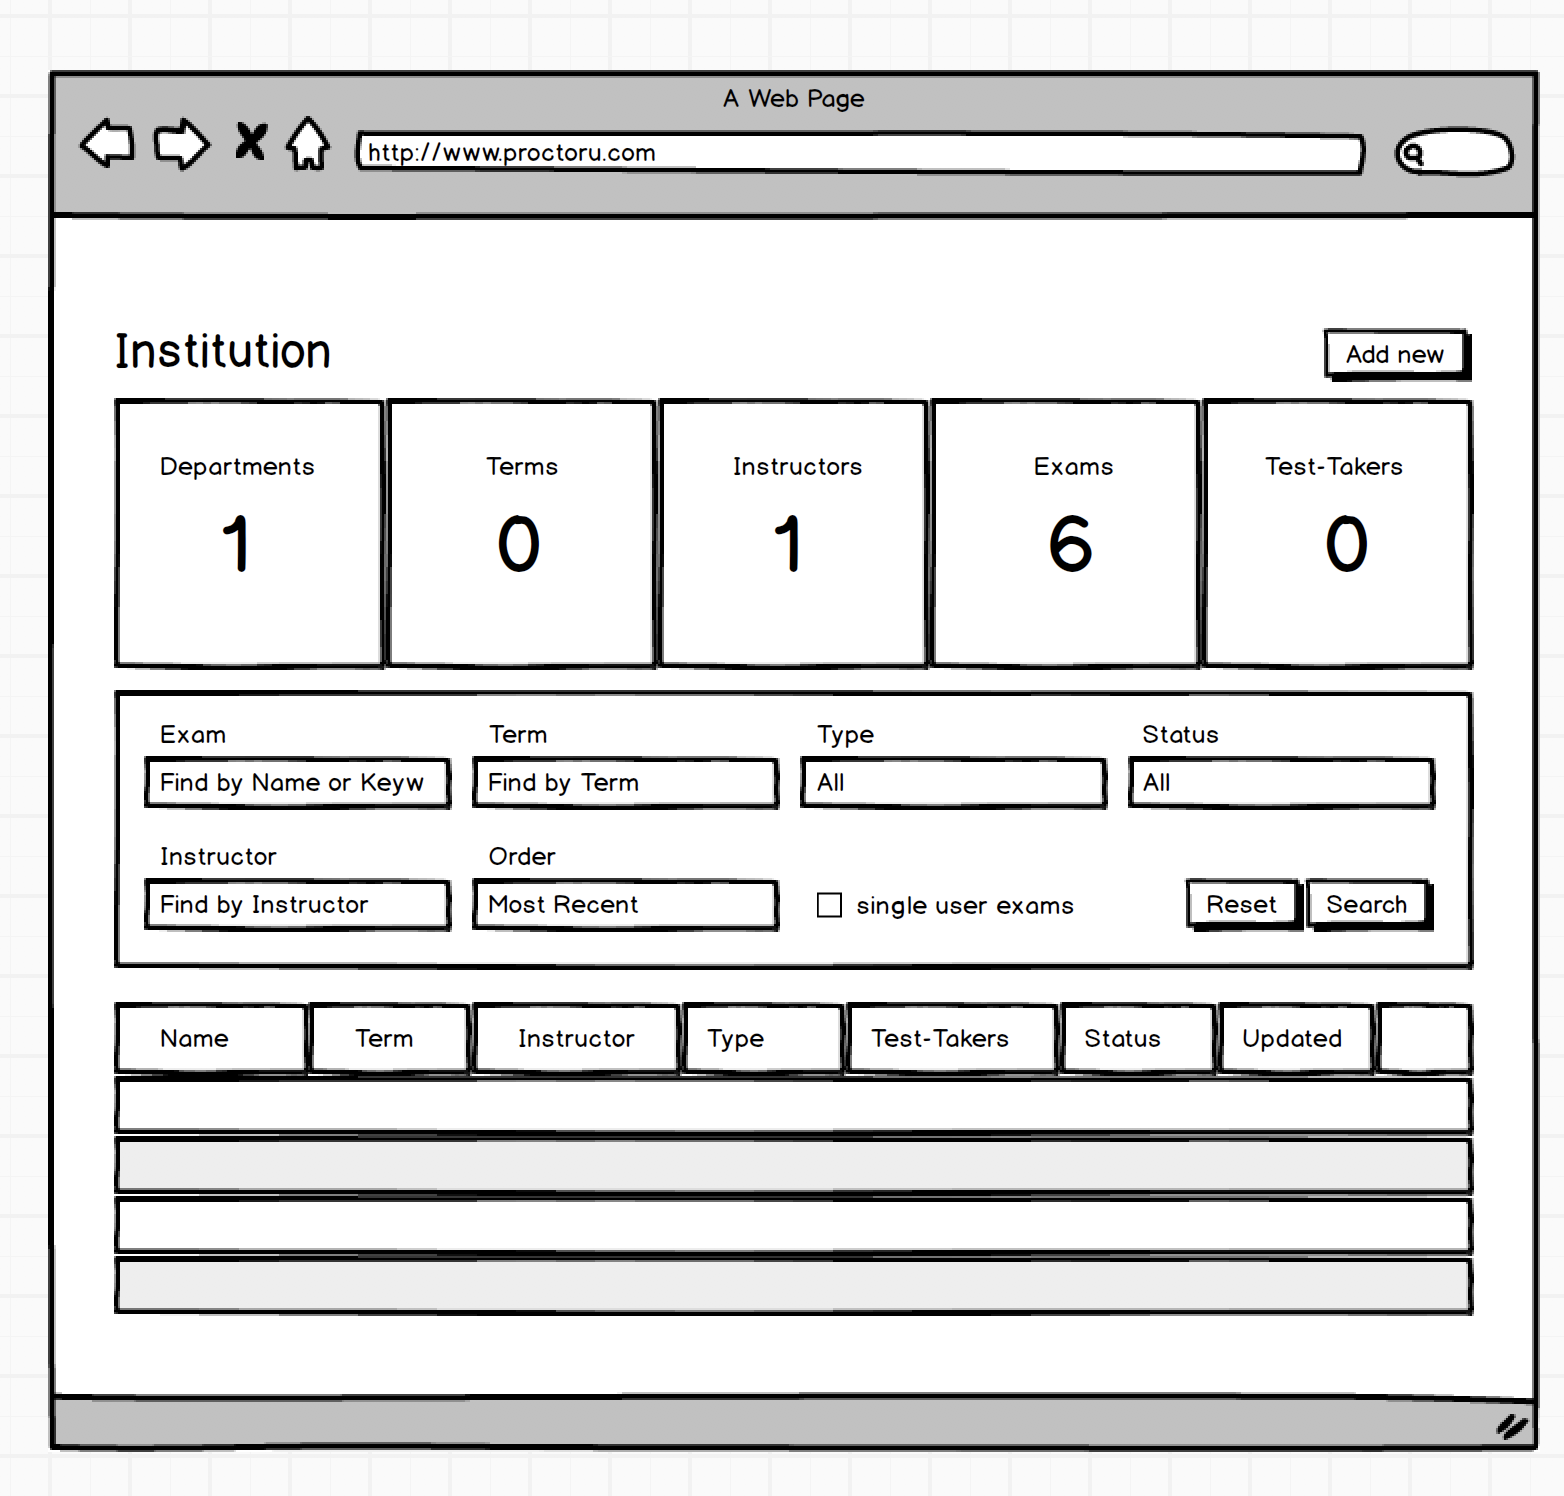 A Web Page
http://www.proctoru.com
Institution
Add new
Departments
Terms
Instructors
Exams
Test-Takers
1
0
1
6
0
Exam
Term
Type
Status
Find by Name or Keyw
Find by Term
All
All
Instructor
Order
Find by Instructor
Most Recent
single user exams
Reset
Search
Name
Term
Instructor
Type
Test-Takers
Status
Updated